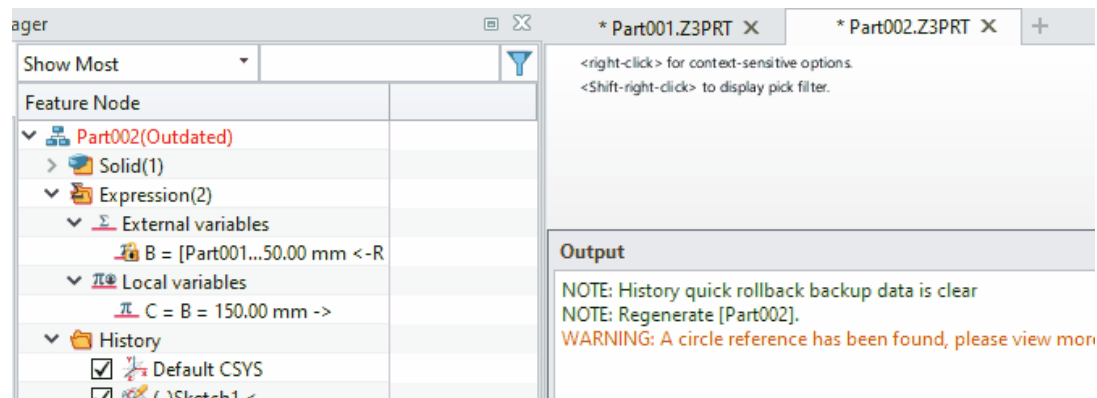 ager
* Part001.Z3PRT
* Part002.Z3PRT
Show Most
<right-click> for context-sensitive options.
<Shift-right-click> to display pick filter.
Feature Node
Part002(Outdated)
Solid(1)
Expression(2)
External variables
B = [Part001...50.00 mm <-R
Local variables
C = B = 150.00 mm ->
History
Default CSYS
(-)Sketch1 <
Output
NOTE: History quick rollback backup data is clear
NOTE: Regenerate [Part002].
WARNING: A circle reference has been found, please view more